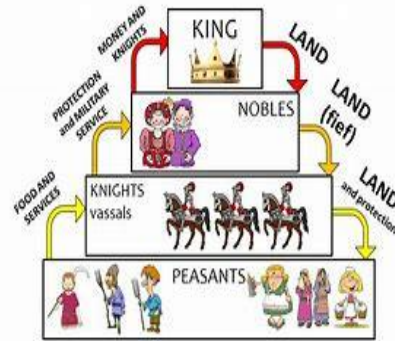 MONEY AND
KNIGHTS
KING
LAND
PROTECTION
and MILITARY
SERVICE
NOBLES
LAND
(fief)
FOOD AND
SERVICES
KNIGHTS
vassals
LAND
and protection
PEASANTS